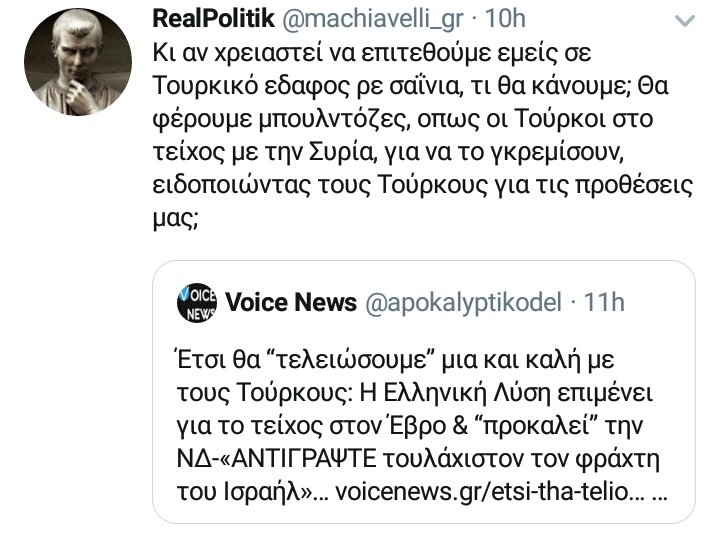 RealPolitik @machiavelli_gr · 10h
Κι αν χρειαστεί να επιτεθούμε εμείς σε
Τουρκικό εδαφος ρε σαΐνια, τι θα κάνουμε; Θα
φέρουμε μπουλντόζες, οπως οι Τούρκοι στο
τείχος με την Συρία, για να το γκρεμίσουν,
ειδοποιώντας τους Τούρκους για τις προθέσεις
μας;
VOICE
NEWS
Voice News @apokalyptikodel · 11h
Έτσι θα “τελειώσουμε” μια και καλή με
τους Τούρκους: Η Ελληνική Λύση επιμένει
για το τείχος στον Έβρο & “προκαλεί” την
ΝΔ-«ΑΝΤΙΓΡΑΨΤΕ τουλάχιστον τον φράχτη
του Ισραήλ»... voicenews.gr/etsi-tha-telio... ...